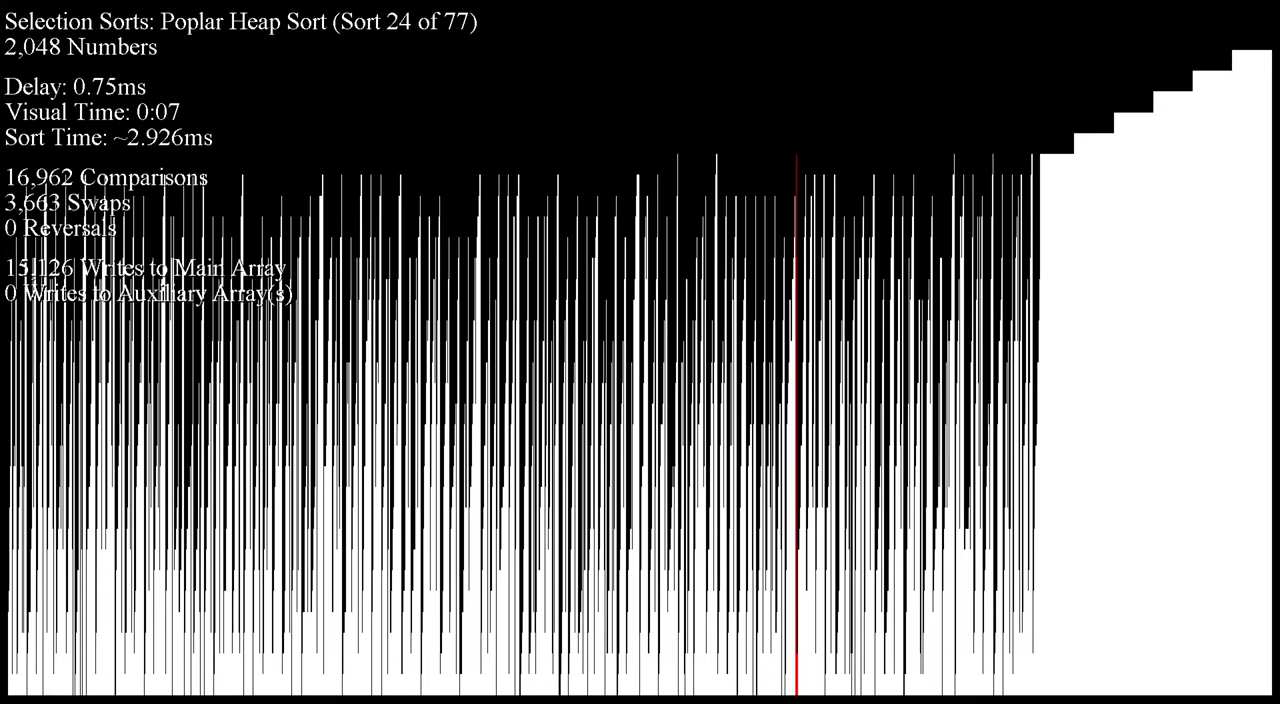 Selection Sorts: Poplar Heap Sort (Sort 24 of 77)
2,048 Numbers
Delay: 0.75ms
Visual Time: 0:07
Sort Time: ~2.926ms
16,962 Comparisons
3,663 Swaps
0 Reversals
15,126 Writes to Main Array
0 Writes to Auxiliary Array(s)